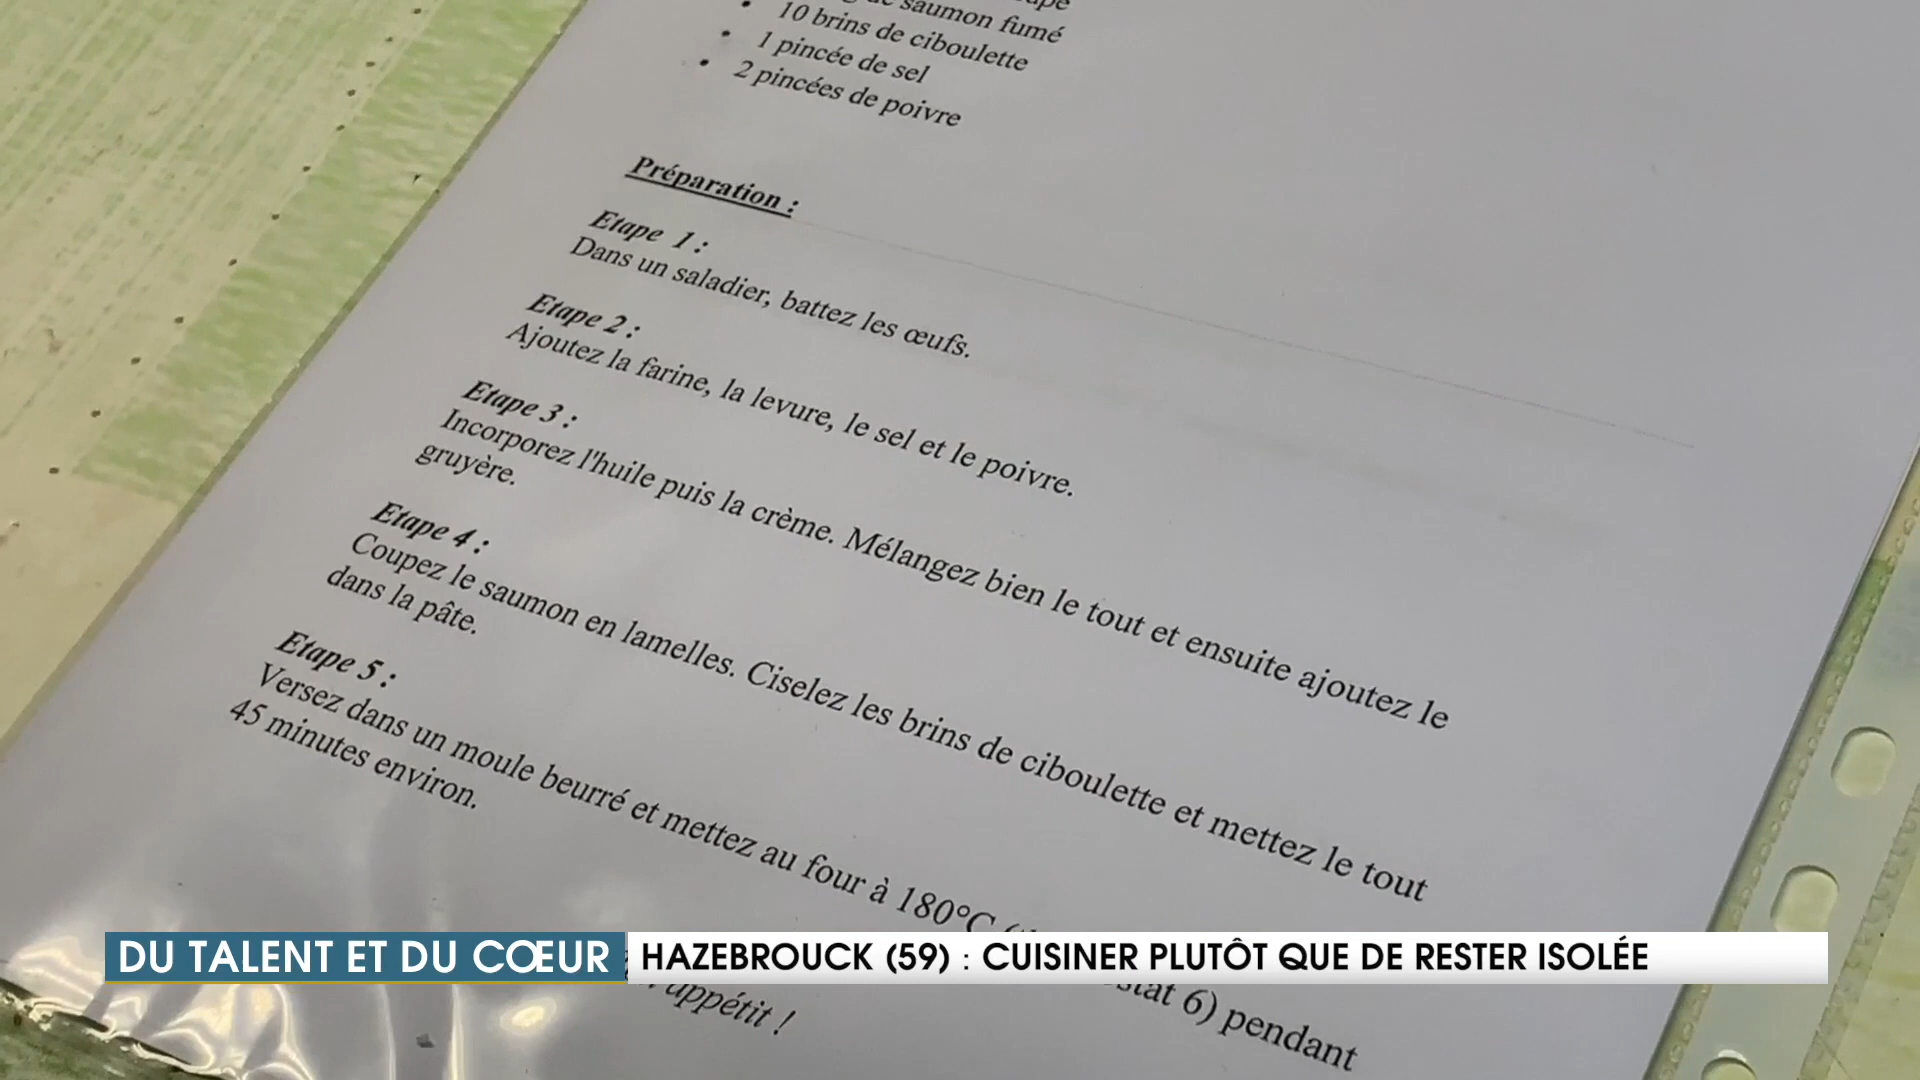 saumon fumé
10 brins de ciboulette
1 pincée de sel
2 pincées de poivre
Préparation :
Etape 1 :
Dans un saladier, battez les œufs.
Etape 2 :
Ajoutez la farine, la levure, le sel et le poivre.
Etape 3 :
Incorporez l'huile puis la crème. Mélangez bien le tout et ensuite ajoutez le
gruyère.
Etape 4 :
Coupez le saumon en lamelles. Ciselez les brins de ciboulette et mettez le tout
dans la pâte.
Etape 5 :
Versez dans un moule beurré et mettez au four à 180°C 6) pendant
45 minutes environ.
appétit !
DU TALENT ET DU CŒUR
HAZEBROUCK (59) : CUISINER PLUTÔT QUE DE RESTER ISOLÉE